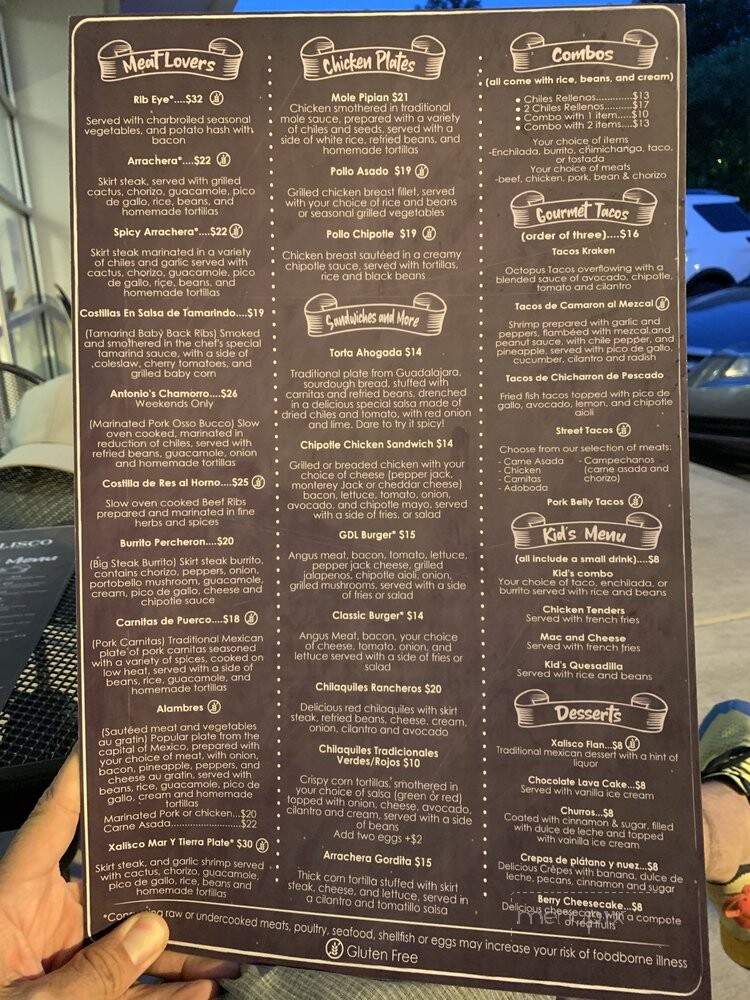 Meat Lovers
Rib Eye*....$32
Served with charbroiled seasonal
vegetables, and potato hash with
bacon
Arrachera*....$22
Skirt steak, served with grilled
cactus, chorizo, guacamole, pico
de gallo, rice, beans, and
homemade tortillas
Spicy Arrachera*....$22
Skirt steak marinated in a variety
of chiles and garlic served with
cactus, chorizo, guacamole, pico
de gallo, rice, beans, and
homemade tortillas
Costillas En Salsa de Tamarindo....$19
(Tamarind Baby Back Ribs) Smoked
and smothered in the chef's special
tamarind sauce, with a side of
coleslaw, cherry tomatoes, and
grilled baby corn
Antonio's Chamorro....$26
Weekends Only
(Marinated Pork Osso Bucco) Slow
oven cooked, marinated in
reduction of chiles, served with
refried beans, guacamole, onion
and homemade tortillas
Costilla de Res al Horno....$25
Slow oven cooked Beef Ribs
prepared and marinated in fine
herbs and spices
Burrito Percheron....$20
(Big Steak Burrito) Skirt steak burrito,
contains chorizo, peppers, onion,
portobello mushroom, guacamole,
cream, pico de gallo, cheese and
chipotle sauce
Carnitas de Puerco....$18
(Pork Carnitas) Traditional Mexican
plate of pork carnitas seasoned
with a variety of spices, cooked on
low heat, served with a side of
beans, rice, guacamole, and
homemade tortillas
Alambres
(Sautéed meat and vegetables
au gratin) Popular plate from the
capital of Mexico, prepared with
your choice of meat, with onion,
bacon, pineapple, peppers, and
cheese au gratin, served with
beans, rice, guacamole, pico de
gallo, cream and homemade
tortillas
Marinated Pork or chicken...$20
Carne Asada......................$22
Xalisco Mar Y Tierra Plate* $30
Skirt steak, and garlic shrimp served
with cactus, chorizo, guacamole,
pico de gallo, rice, beans and
homemade tortillas
Chicken Plates
Mole Pipian $21
Chicken smothered in traditional
mole sauce, prepared with a variety
of chiles and seeds, served with a
side of white rice, refried beans, and
homemade tortillas
Pollo Asado $19
Grilled chicken breast fillet, served
with your choice of rice and beans
or seasonal grilled vegetables
Pollo Chipotle $19
Chicken breast sautéed in a creamy
chipotle sauce, served with tortillas,
rice and black beans
Sandwiches and More
Torta Ahogada $14
Traditional plate from Guadalajara,
sourdough bread, stuffed with
carnitas and refried beans, drenched
in a delicious special salsa made of
dried chiles and tomato, with red onion
and lime. Dare to try it spicy!
Chipotle Chicken Sandwich $14
Grilled or breaded chicken with your
choice of cheese (pepper jack,
monterey Jack or cheddar cheese)
bacon, lettuce, tomato, onion,
avocado, and chipotle mayo, served
with a side of fries, or salad
GDL Burger* $15
Angus meat, bacon, tomato, lettuce,
pepper jack cheese, grilled
jalapenos, chipotle aioli, onion,
grilled mushrooms, served with a side
of fries or salad
Classic Burger* $14
Angus Meat, bacon, your choice
of cheese, tomato, onion, and
lettuce served with a side of fries or
salad
Chilaquiles Rancheros $20
Delicious red chilaquiles with skirt
steak, refried beans, cheese, cream,
onion, cilantro and avocado
Chilaquiles Tradicionales
Verdes/Rojos $10
Crispy corn tortillas, smothered in
your choice of salsa (green or red)
topped with onion, cheese, avocado,
cilantro and cream, served with a side
of beans
Add two eggs +$2
Arrachera Gordita $15
Thick corn tortilla stuffed with skirt
steak, cheese, and lettuce, served in
a cilantro and tomatillo salsa
Combos
(all come with rice, beans, and cream)
• Chiles Rellenos.............$13
• 2 Chiles Rellenos..........$17
• Combo with 1 item.....$10
• Combo with 2 items....$13
Your choice of items
-Enchilada, burrito, chimichanga, taco,
or tostada
Your choice of meats
-beef, chicken, pork, bean & chorizo
Gourmet Tacos
(order of three)....$16
Tacos Kraken
Octopus Tacos overflowing with a
blended sauce of avocado, chipotle,
tomato and cilantro
Tacos de Camaron al Mezcal
Shrimp prepared with garlic and
peppers, flambéed with mezcal and
peanut sauce, with chile pepper, and
pineapple, served with pico de gallo,
cucumber, cilantro and radish
Tacos de Chicharron de Pescado
Fried fish tacos topped with pico de
gallo, avocado, lemon, and chipotle
aioli
Street Tacos
Choose from our selection of meats:
- Carne Asada - Campechanos
- Chicken (carne asada and
- Carnitas chorizo)
- Adoboda
Pork Belly Tacos
Kid's Menu
(all include a small drink)....$8
Kid's combo
Your choice of taco, enchilada, or
burrito served with rice and beans
Chicken Tenders
Served with french fries
Mac and Cheese
Served with french fries
Kid's Quesadilla
Served with rice and beans
Desserts
Xalisco Flan...$8
Traditional mexican dessert with a hint of
liquor
Chocolate Lava Cake...$8
Served with vanilla ice cream
Churros...$8
Coated with cinnamon & sugar, filled
with dulce de leche and topped
with vainilla ice cream
Crepas de plátano y nuez...$8
Delicious Crêpes with banana, dulce de
leche, pecans, cinnamon and sugar
Berry Cheesecake...$8
Delicious cheesecake with a compote
of red fruits
*Con raw or undercooked meats, poultry, seafood, shellfish or eggs may increase your risk of foodborne illness
Gluten Free
LISCO
Menu